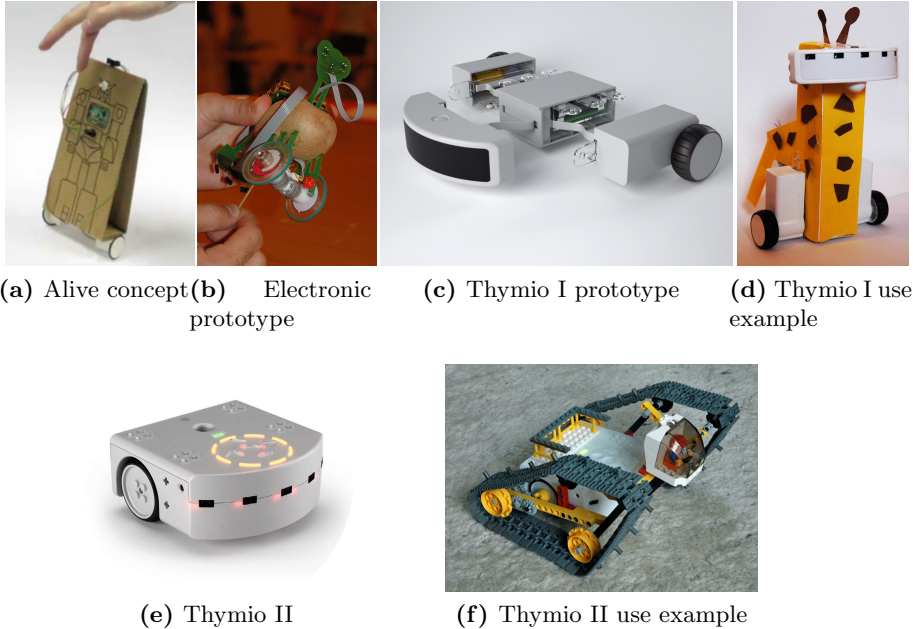 (a) Alive concept
(b) Electronic
prototype
(c) Thymio I prototype
(d) Thymio I use
example
(e) Thymio II
(f) Thymio II use example